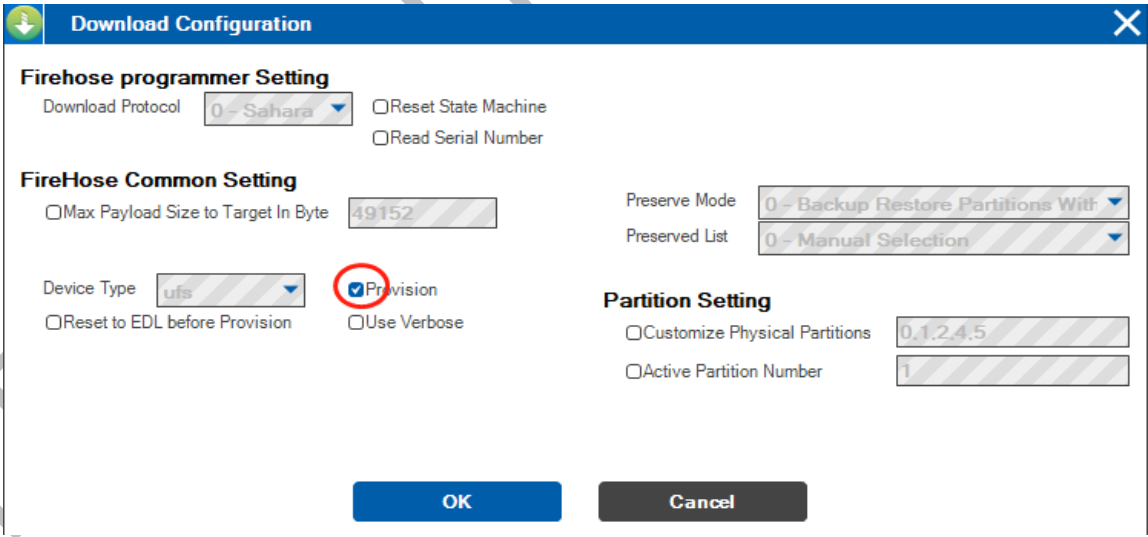 Download Configuration
Firehose programmer Setting
Download Protocol 0 - Sahara Reset State Machine
Read Serial Number
FireHose Common Setting
Max Payload Size to Target In Byte 49152
Preserve Mode 0 - Backup Restore Partitions With
Preserved List 0 - Manual Selection
Device Type ufs Provision
Reset to EDL before Provision Use Verbose
Partition Setting
Customize Physical Partitions 0,1,2,4,5
Active Partition Number 1
OK Cancel